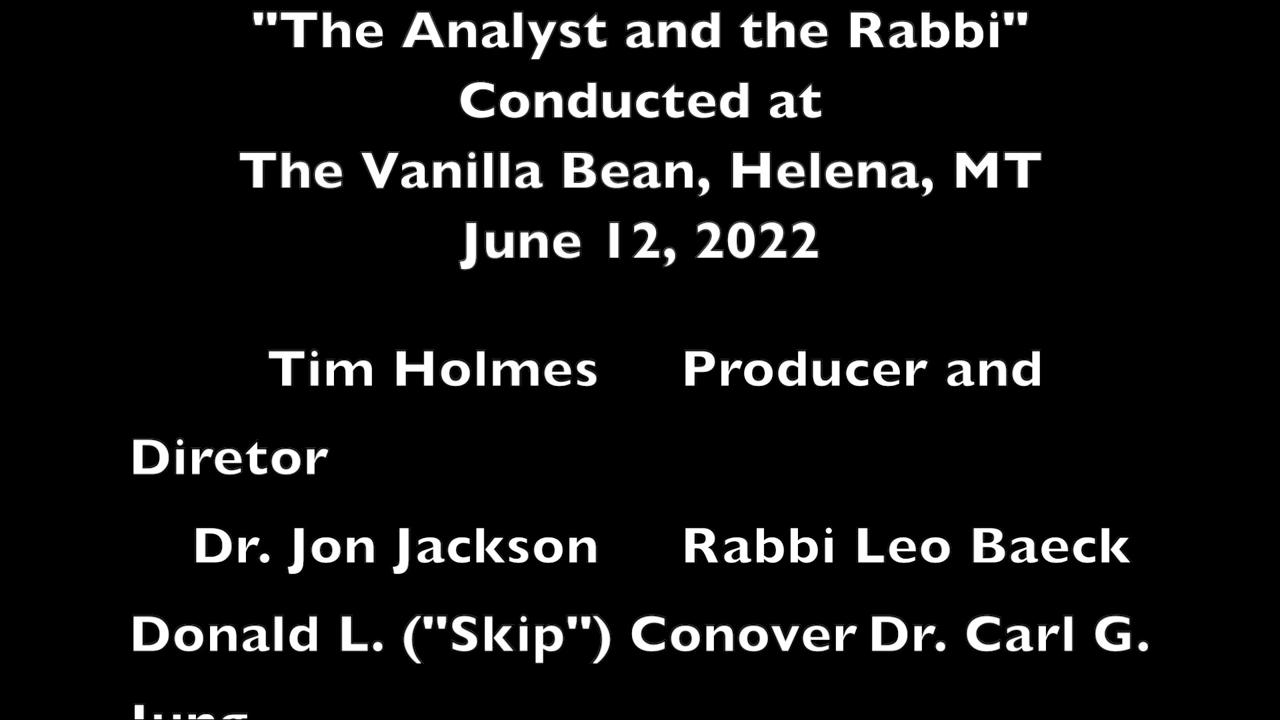 "The Analyst and the Rabbi"
Conducted at
The Vanilla Bean, Helena, MT
June 12, 2022
Tim Holmes Producer and
Diretor
Dr. Jon Jackson Rabbi Leo Baeck
Donald L. ("Skip") Conover Dr. Carl G.
Jung